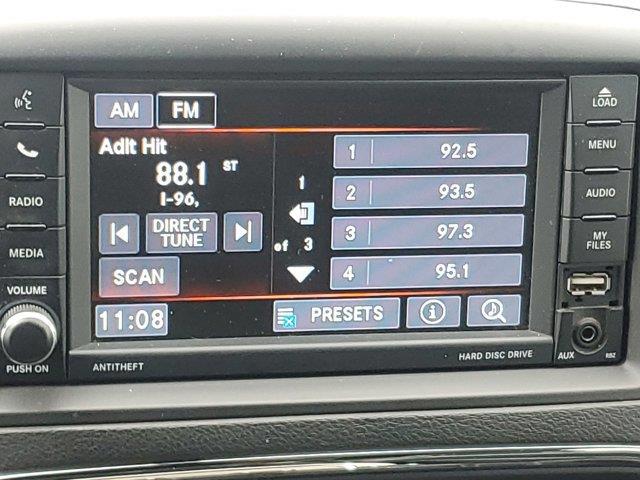 AM FM
LOAD
Adlt Hit
88.1 ST
I-96,
1 92.5
2 93.5
3 97.3
4 95.1
1
of 3
DIRECT
TUNE
SCAN
11:08
PRESETS
RADIO
MEDIA
VOLUME
PUSH ON
MENU
AUDIO
MY
FILES
AUX
RBZ
ANTITHEFT
HARD DISC DRIVE